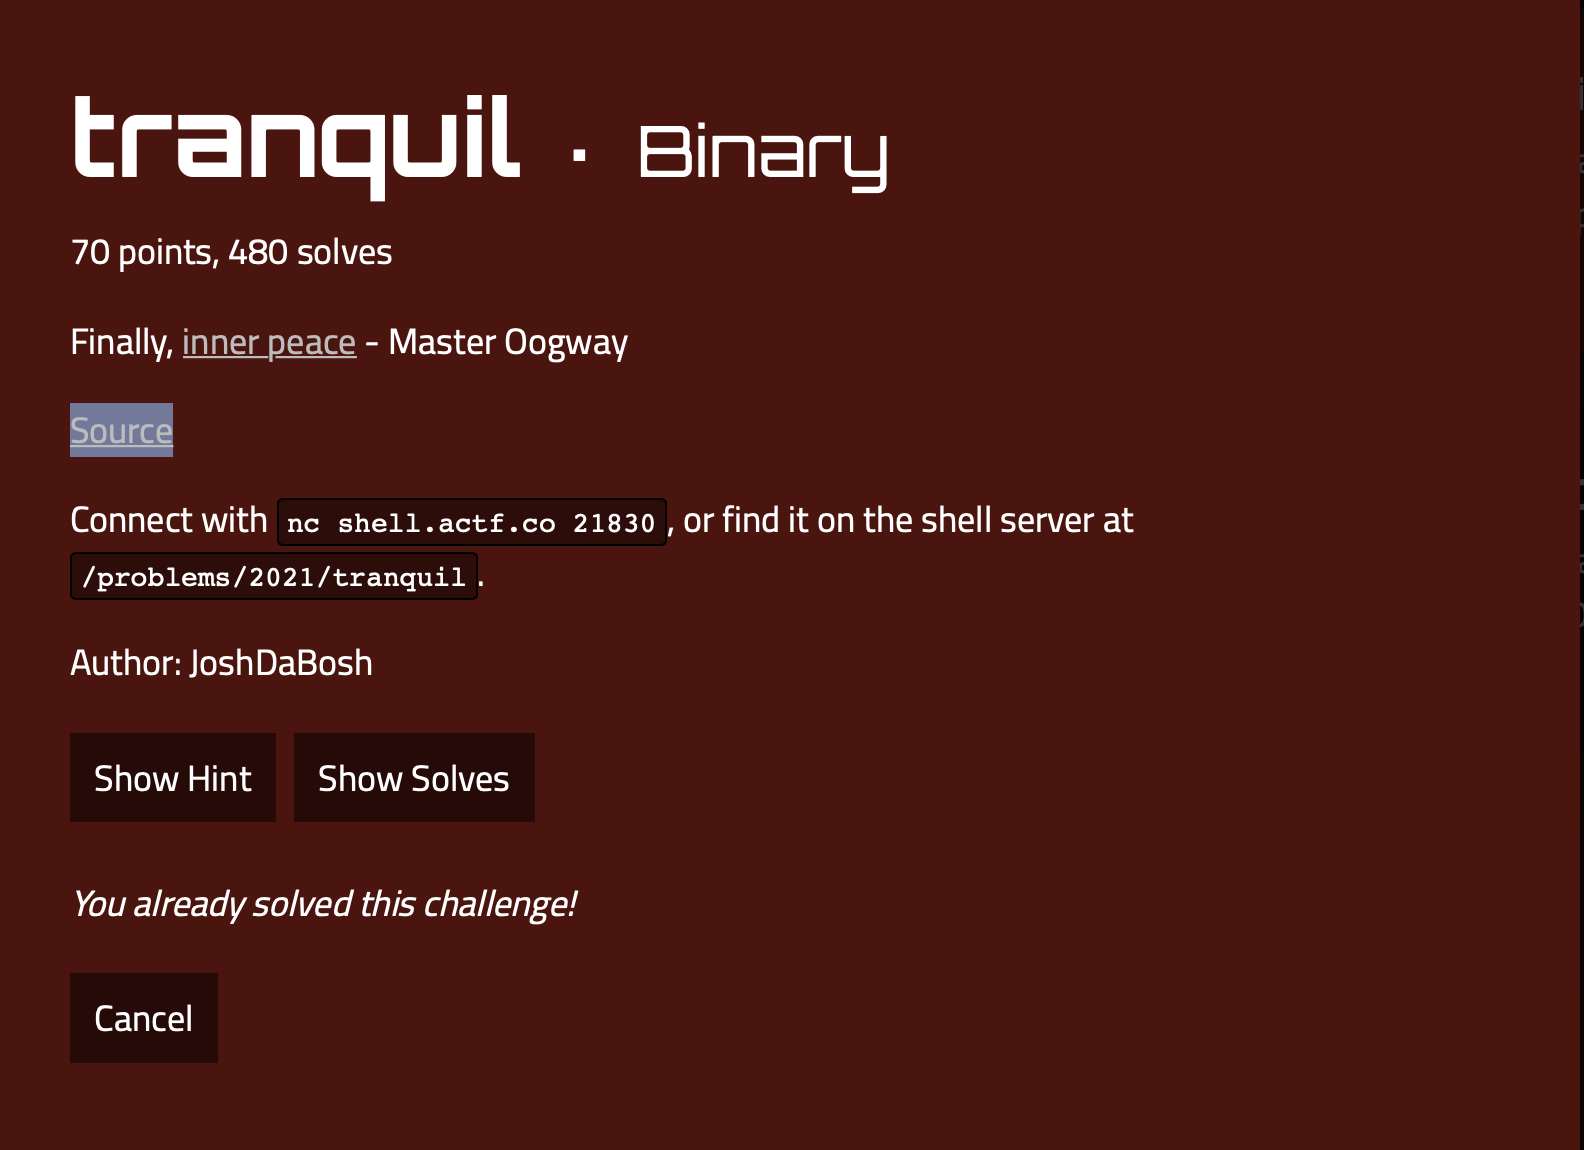 tranquil · Binary
70 points, 480 solves
Finally, inner peace - Master Oogway
Source
Connect with nc shell.actf.co 21830, or find it on the shell server at
/problems/2021/tranquil.
Author: JoshDaBosh
Show Hint Show Solves
You already solved this challenge!
Cancel